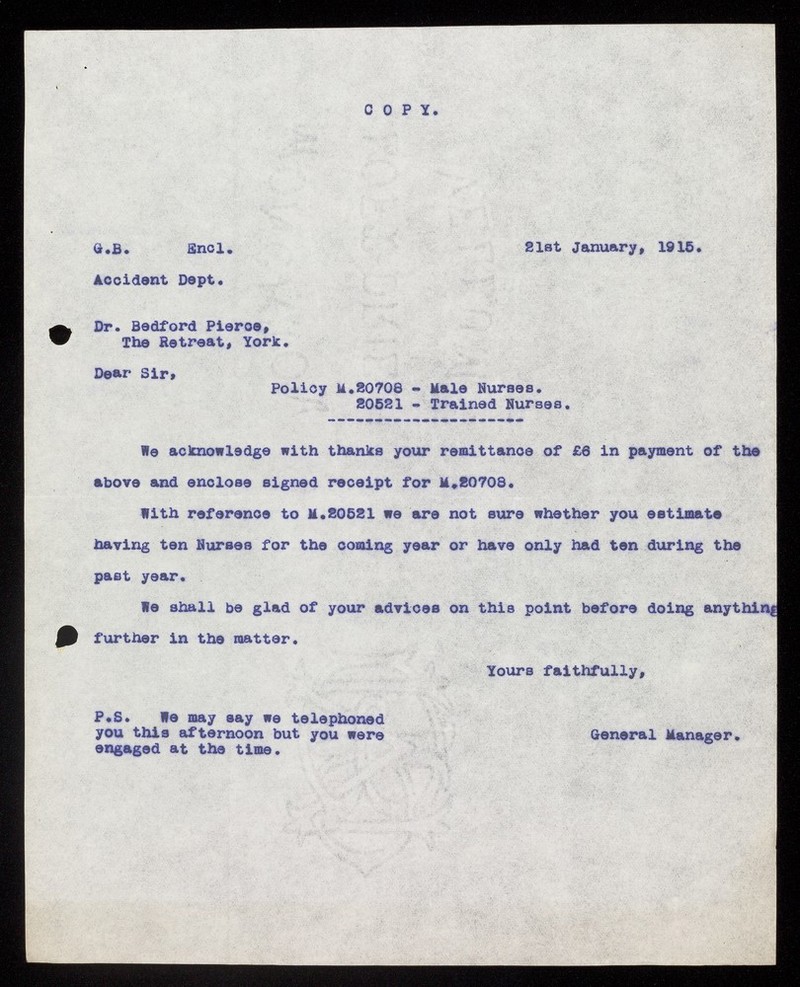 C O P Y.
G.B. Encl. 21st January, 1915.
Accident Dept.
Dr. Bedford Pierce,
The Retreat, York.
Dear Sir,
Policy M.20708 - Male Nurses.
20521 - Trained Nurses.
---------------------
We acknowledge with thanks your remittance of £6 in payment of the
above and enclose signed receipt for M.20708.
With reference to M.20521 we are not sure whether you estimate
having ten Nurses for the coming year or have only had ten during the
past year.
We shall be glad of your advices on this point before doing anything
further in the matter.
Yours faithfully,
P.S. We may say we telephoned
you this afternoon but you were
engaged at the time.
General Manager.